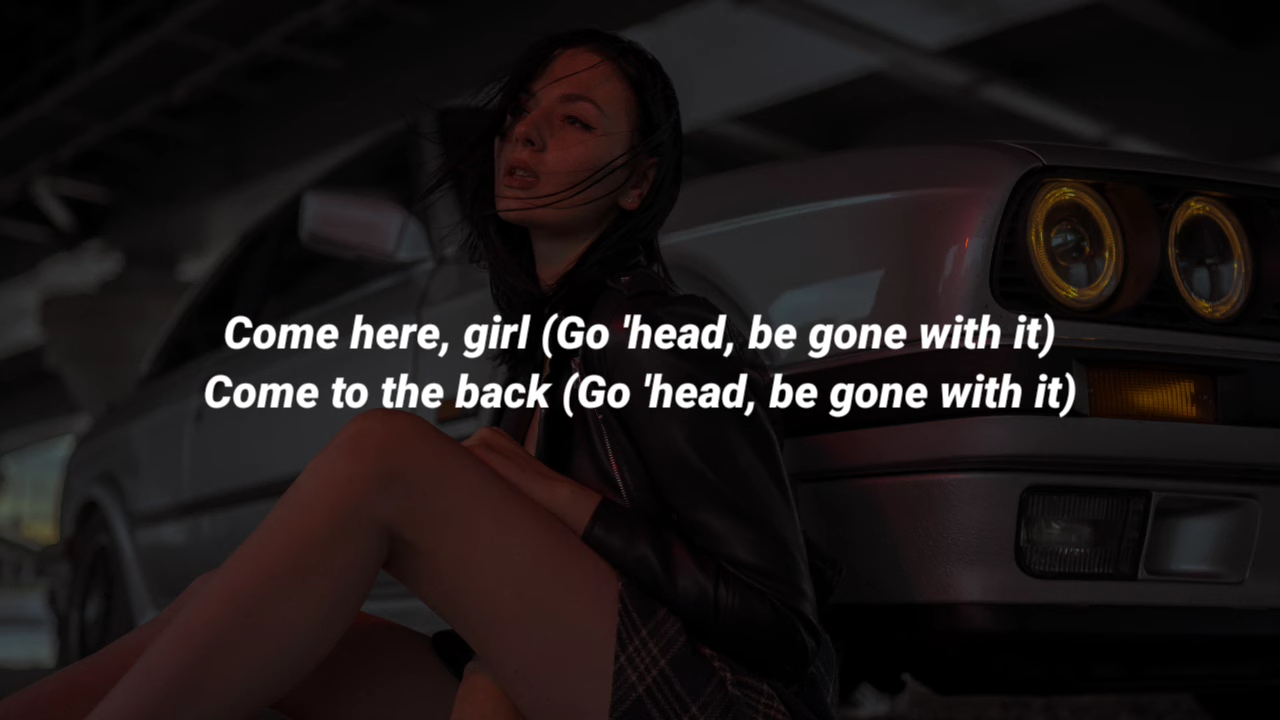 Come here, girl (Go 'head, be gone with it)
Come to the back (Go 'head, be gone with it)